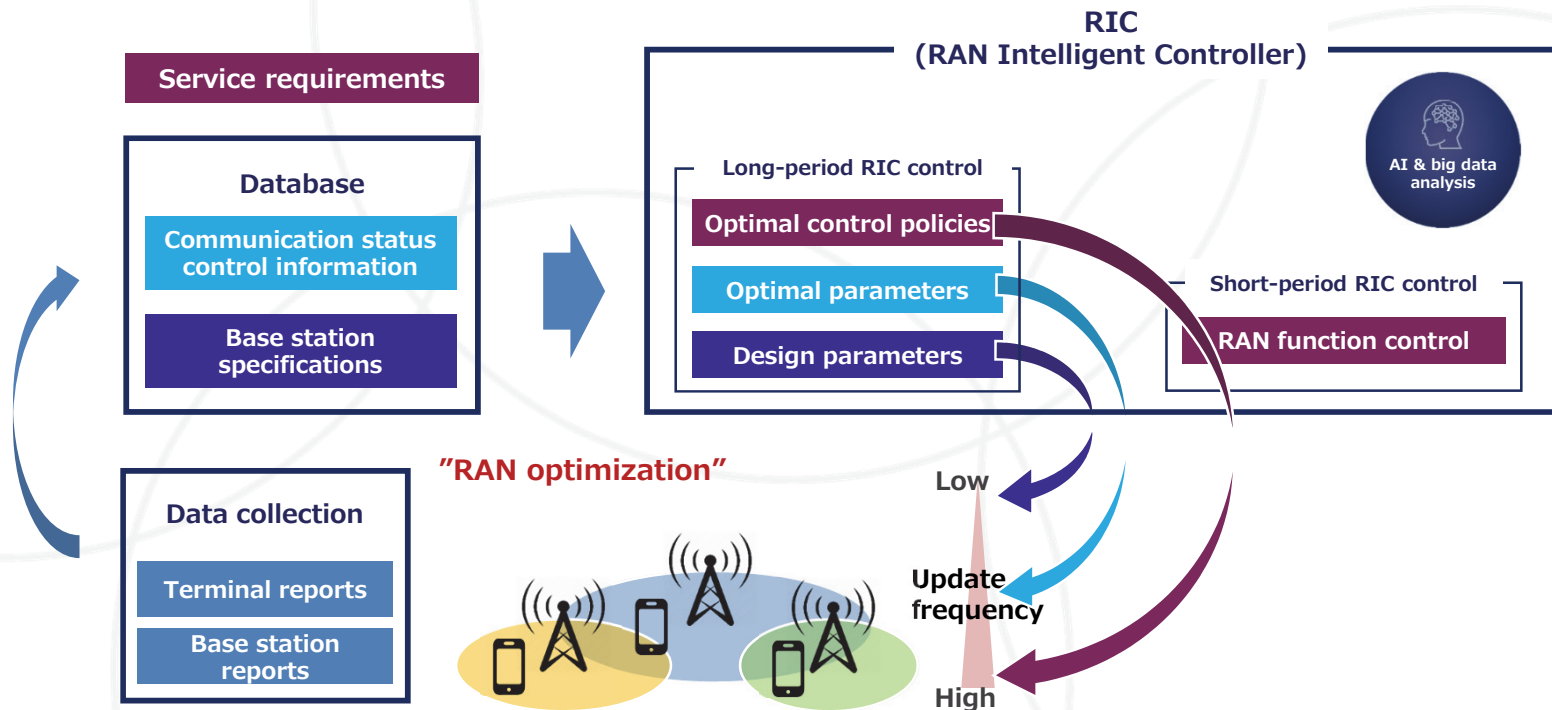 RIC
(RAN Intelligent Controller)
Service requirements
Database
Communication status
control information
Base station
specifications
Long-period RIC control
Optimal control policies
Optimal parameters
Design parameters
AI & big data
analysis
Short-period RIC control
RAN function control
Data collection
Terminal reports
Base station
reports
”RAN optimization”
Low
Update
frequency
High